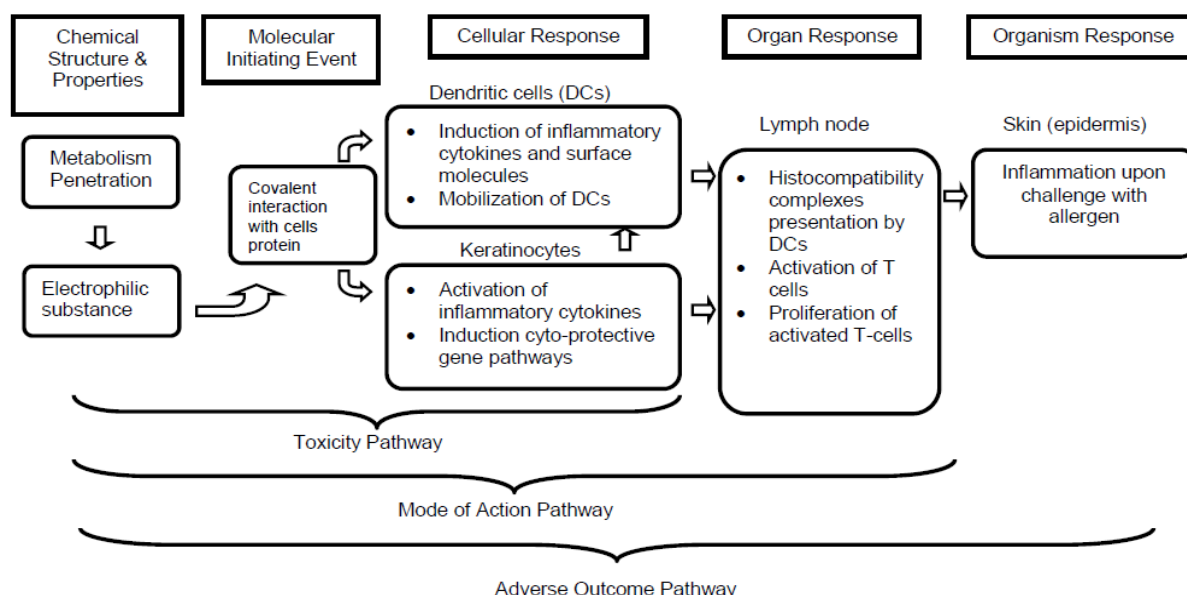 Chemical
Structure &
Properties
Molecular
Initiating Event
Cellular Response
Organ Response
Organism Response
Metabolism
Penetration
Electrophilic
substance
Covalent
interaction
with cells
protein
Dendritic cells (DCs)
• Induction of inflammatory
cytokines and surface
molecules
• Mobilization of DCs
Keratinocytes
• Activation of
inflammatory cytokines
• Induction cyto-protective
gene pathways
Lymph node
• Histocompatibility
complexes
presentation by
DCs
• Activation of T
cells
• Proliferation of
activated T-cells
Skin (epidermis)
Inflammation upon
challenge with
allergen
Toxicity Pathway
Mode of Action Pathway
Adverse Outcome Pathway